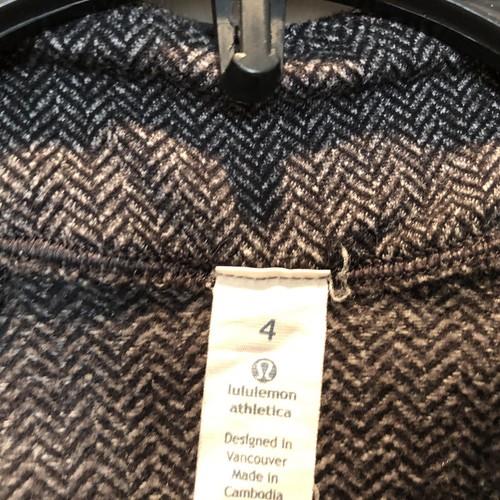 4
lululemon
athletica
Designed in
Vancouver
Made in
Cambodia